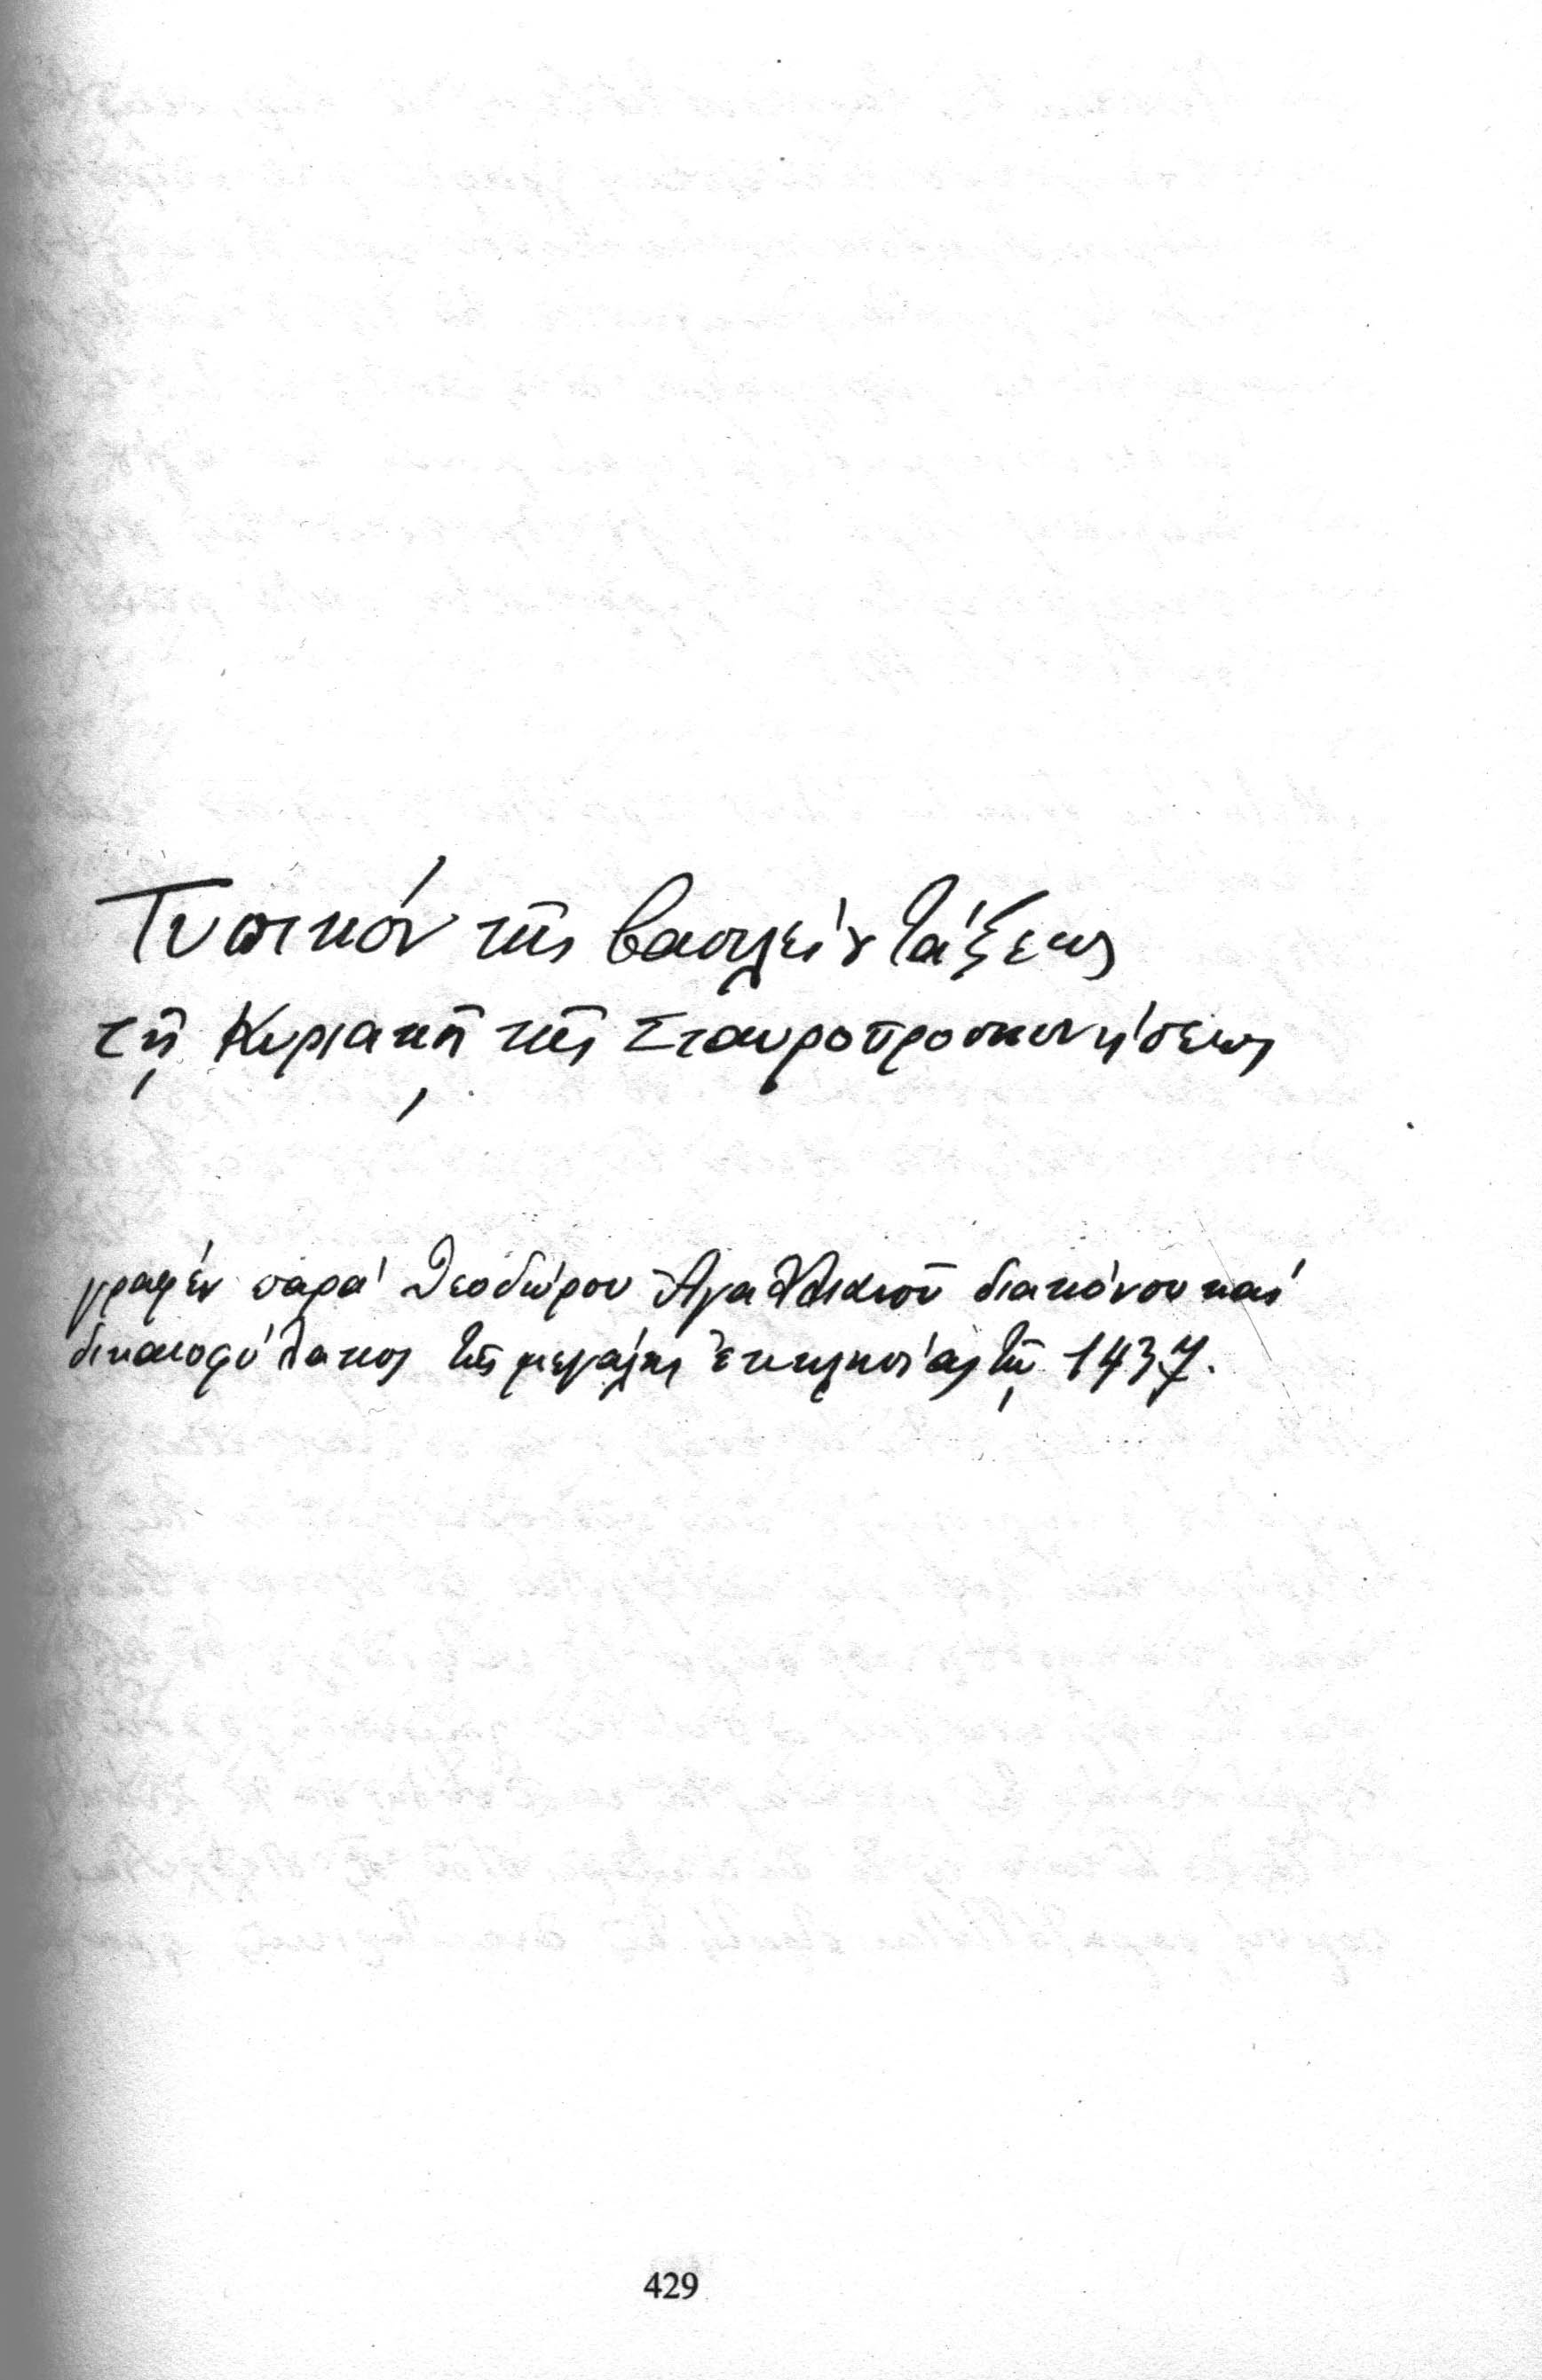 Τυπικόν τῆς βασιλείου τάξεως
τῇ Κυριακῇ τῆς Σταυροπροσκυνήσεως
γραφέν παρά Θεοδώρου Ἀγαλλιανοῦ διακόνου καί
δικαιοφύλακος τῆς μεγάλης ἐκκλησίας τῷ 1437.
429